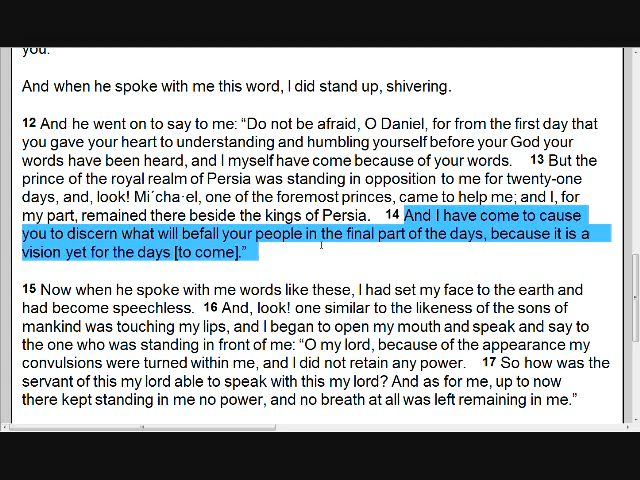 you.
And when he spoke with me this word, I did stand up, shivering.
12 And he went on to say to me: “Do not be afraid, O Daniel, for from the first day that
you gave your heart to understanding and humbling yourself before your God your
words have been heard, and I myself have come because of your words. 13 But the
prince of the royal realm of Persia was standing in opposition to me for twenty-one
days, and, look! Mi´cha·el, one of the foremost princes, came to help me; and I, for
my part, remained there beside the kings of Persia. 14 And I have come to cause
you to discern what will befall your people in the final part of the days, because it is a
vision yet for the days [to come].”
15 Now when he spoke with me words like these, I had set my face to the earth and
had become speechless. 16 And, look! one similar to the likeness of the sons of
mankind was touching my lips, and I began to open my mouth and speak and say to
the one who was standing in front of me: “O my lord, because of the appearance my
convulsions were turned within me, and I did not retain any power. 17 So how was the
servant of this my lord able to speak with this my lord? And as for me, up to now
there kept standing in me no power, and no breath at all was left remaining in me.”